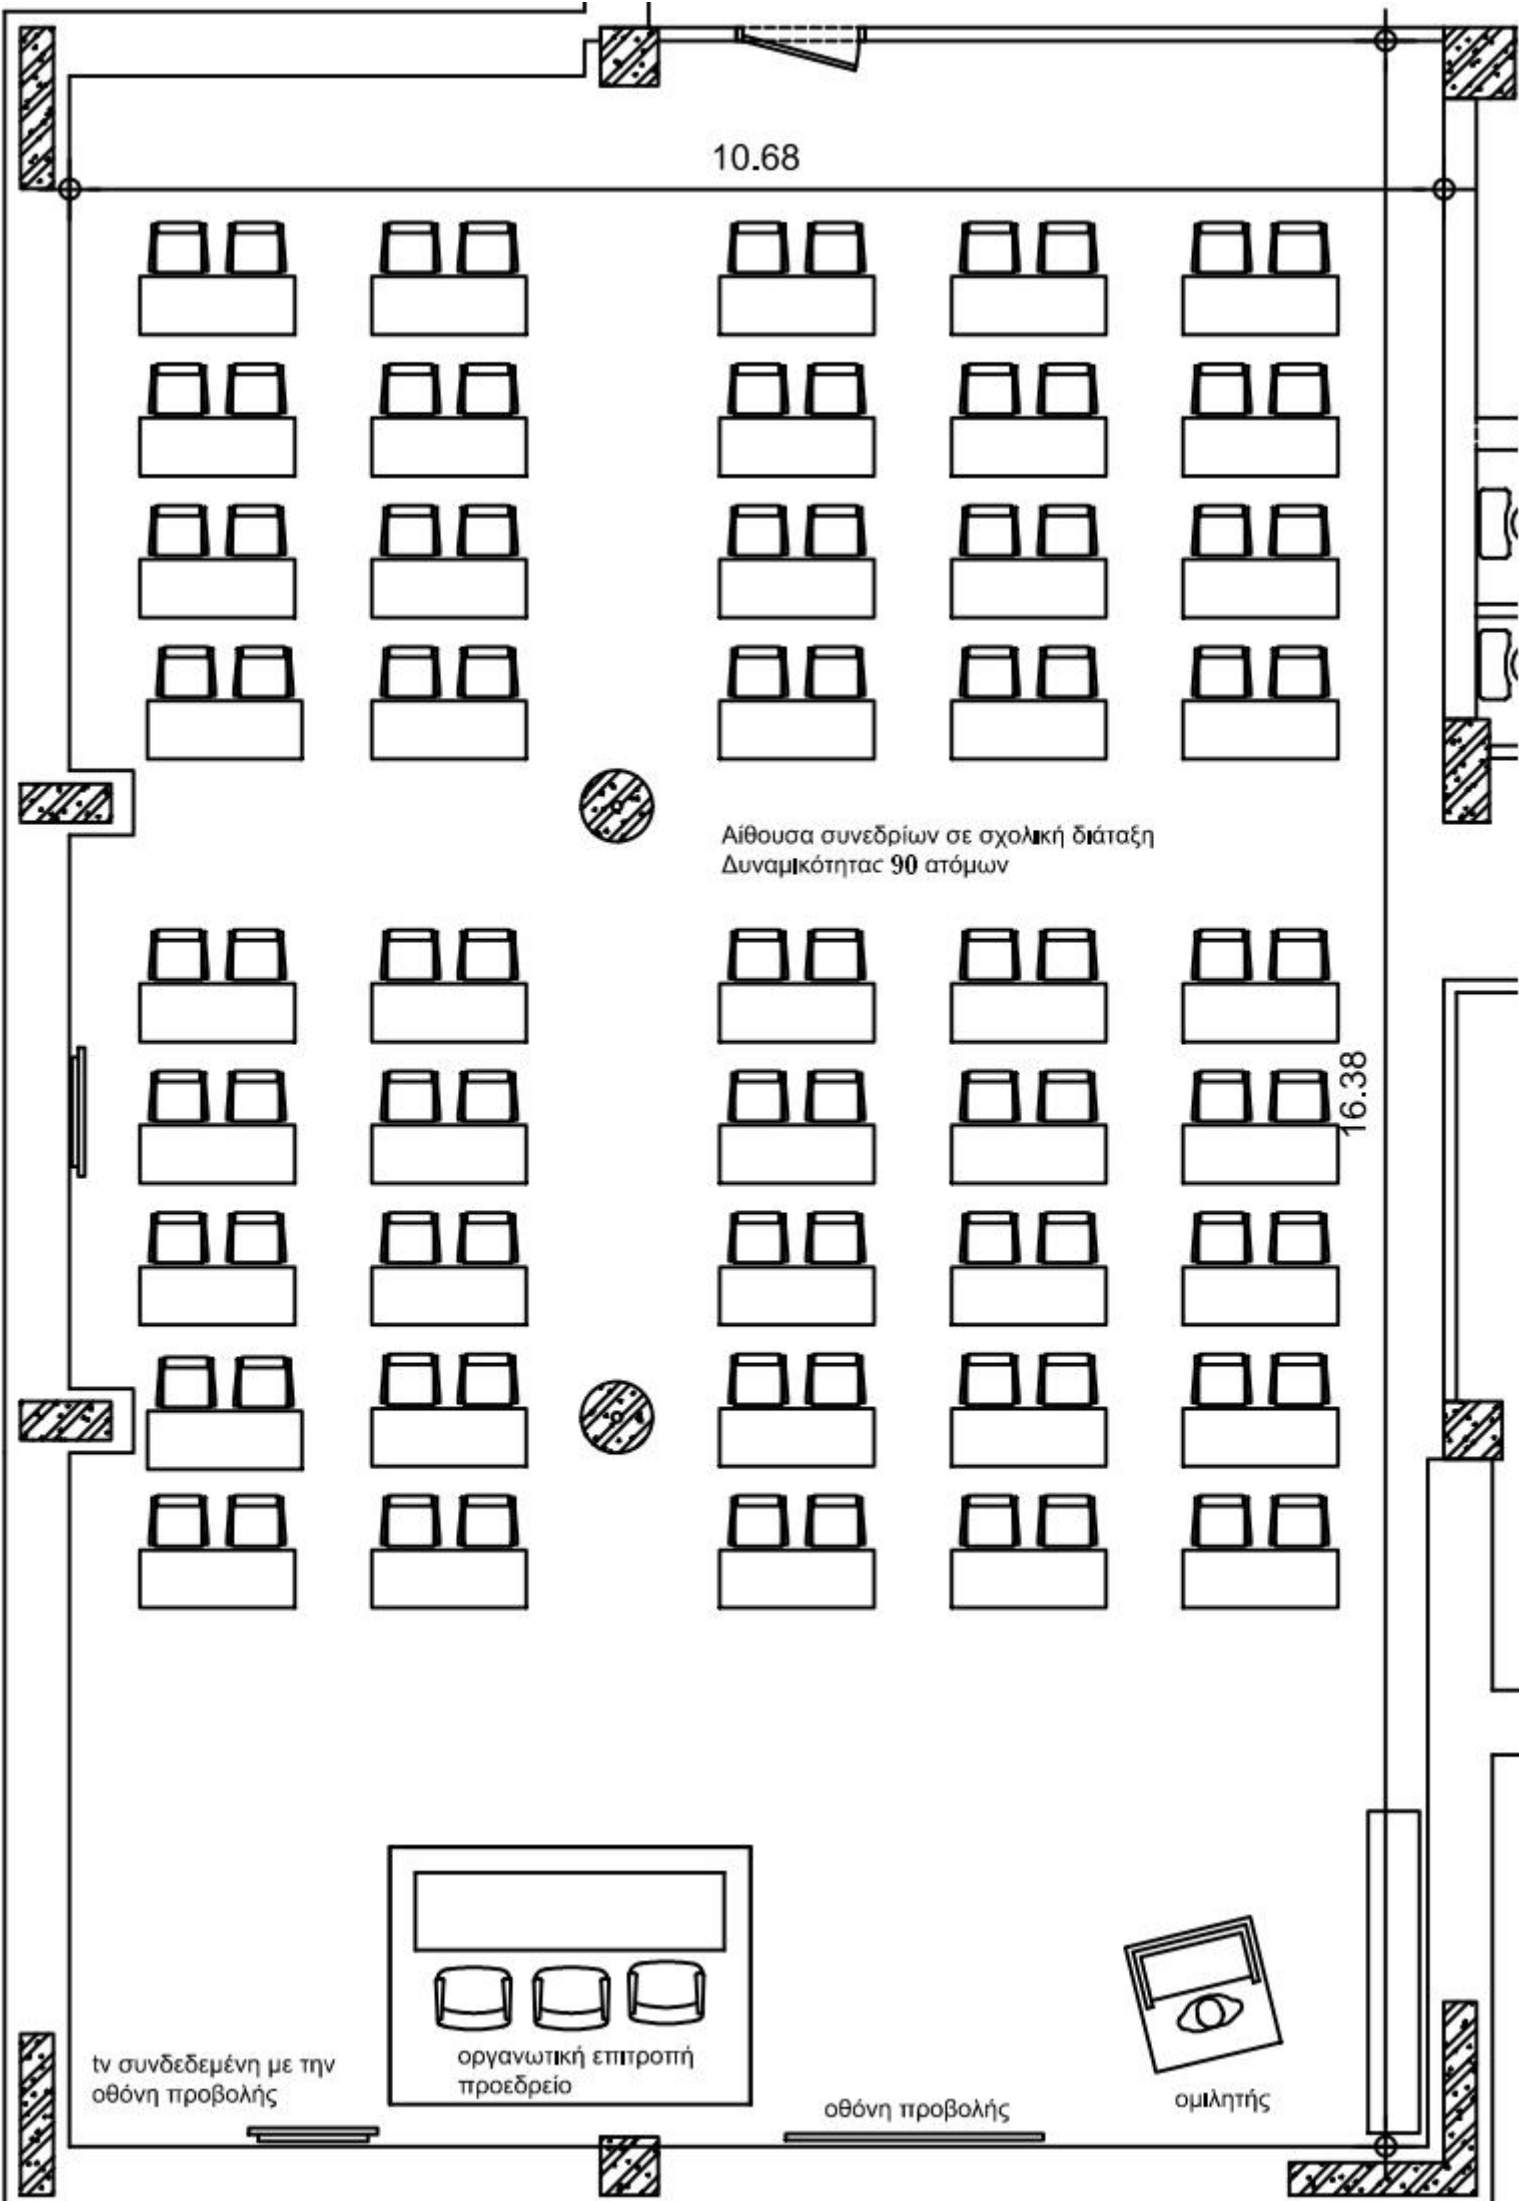 10.68
Αίθουσα συνεδρίων σε σχολική διάταξη
Δυναμικότητας 90 ατόμων
16.38
tv συνδεδεμένη με την
οθόνη προβολής
οργανωτική επιτροπή
προεδρείο
οθόνη προβολής
ομιλητής